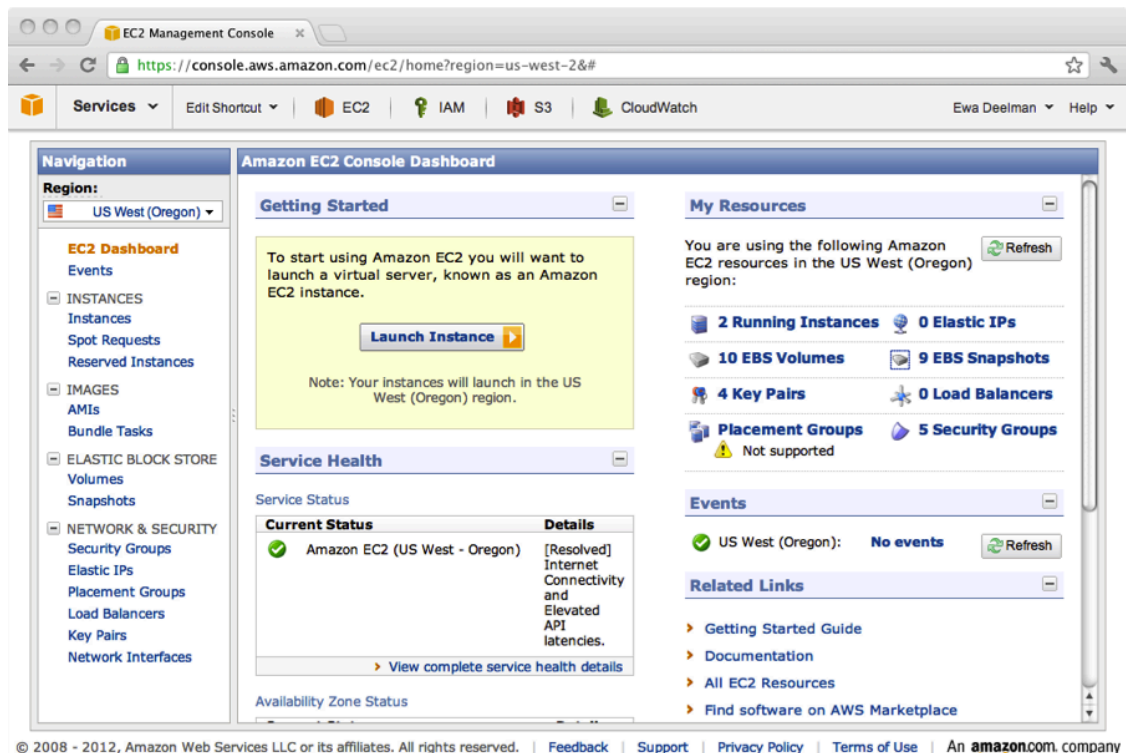 EC2 Management Console
https://console.aws.amazon.com/ec2/home?region=us-west-2&#
Services Edit Shortcut EC2 IAM S3 CloudWatch Ewa Deelman Help
Navigation
Region:
US West (Oregon)
EC2 Dashboard
Events
INSTANCES
Instances
Spot Requests
Reserved Instances
IMAGES
AMIs
Bundle Tasks
ELASTIC BLOCK STORE
Volumes
Snapshots
NETWORK & SECURITY
Security Groups
Elastic IPs
Placement Groups
Load Balancers
Key Pairs
Network Interfaces
Amazon EC2 Console Dashboard
Getting Started
To start using Amazon EC2 you will want to
launch a virtual server, known as an Amazon
EC2 instance.
Launch Instance
Note: Your instances will launch in the US
West (Oregon) region.
Service Health
Service Status
Current Status Details
Amazon EC2 (US West - Oregon) [Resolved]
Internet
Connectivity
and
Elevated
API
latencies.
View complete service health details
Availability Zone Status
My Resources
You are using the following Amazon
EC2 resources in the US West (Oregon)
region:
Refresh
2 Running Instances 0 Elastic IPs
10 EBS Volumes 9 EBS Snapshots
4 Key Pairs 0 Load Balancers
Placement Groups 5 Security Groups
Not supported
Events
US West (Oregon): No events Refresh
Related Links
Getting Started Guide
Documentation
All EC2 Resources
Find software on AWS Marketplace
© 2008 - 2012, Amazon Web Services LLC or its affiliates. All rights reserved. | Feedback | Support | Privacy Policy | Terms of Use | An amazon.com. company